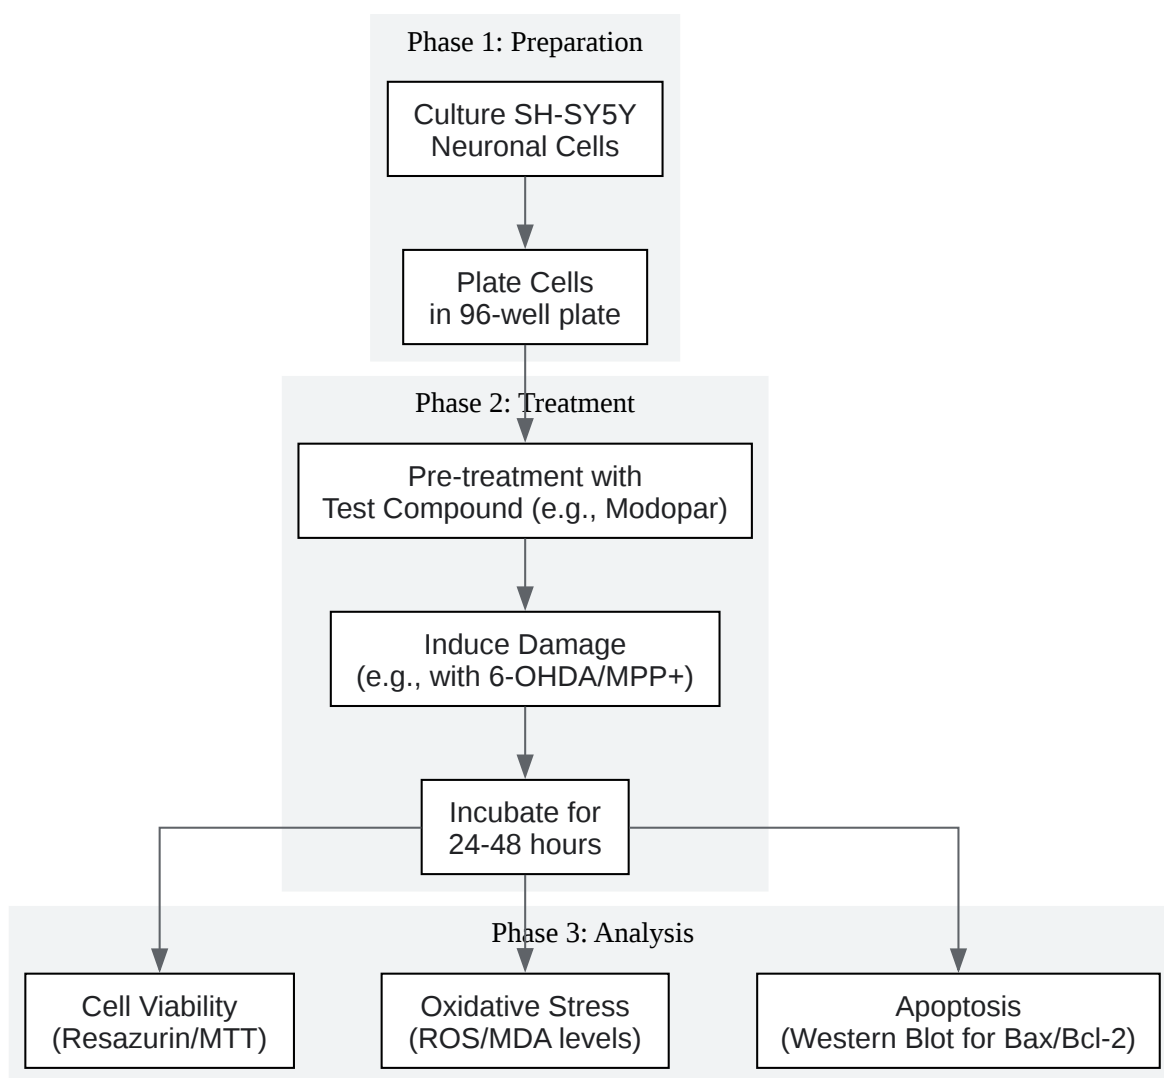 Phase 1: Preparation
Culture SH-SY5Y
Neuronal Cells
Plate Cells
in 96-well plate
Phase 2: Treatment
Pre-treatment with
Test Compound (e.g., Modopar)
Induce Damage
(e.g., with 6-OHDA/MPP+)
Incubate for
24-48 hours
Phase 3: Analysis
Cell Viability
(Resazurin/MTT)
Oxidative Stress
(ROS/MDA levels)
Apoptosis
(Western Blot for Bax/Bcl-2)